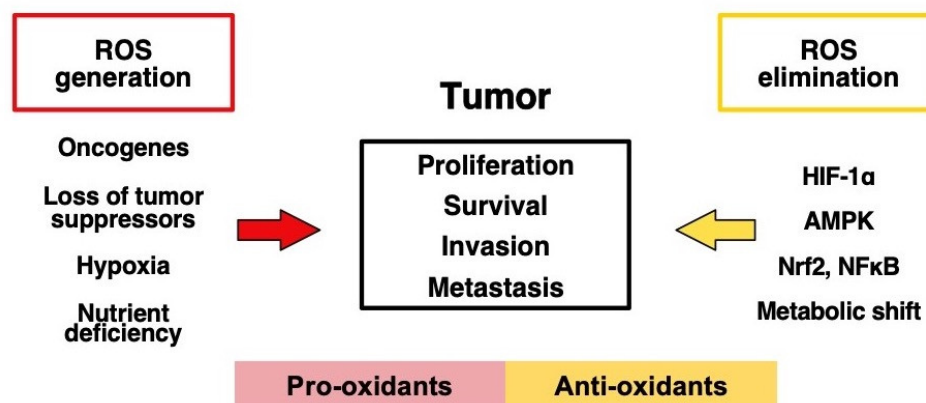 ROS
generation
Oncogenes
Loss of tumor
suppressors
Hypoxia
Nutrient
deficiency
Tumor
Proliferation
Survival
Invasion
Metastasis
ROS
elimination
HIF-1α
AMPK
Nrf2, NFκB
Metabolic shift
Pro-oxidants
Anti-oxidants